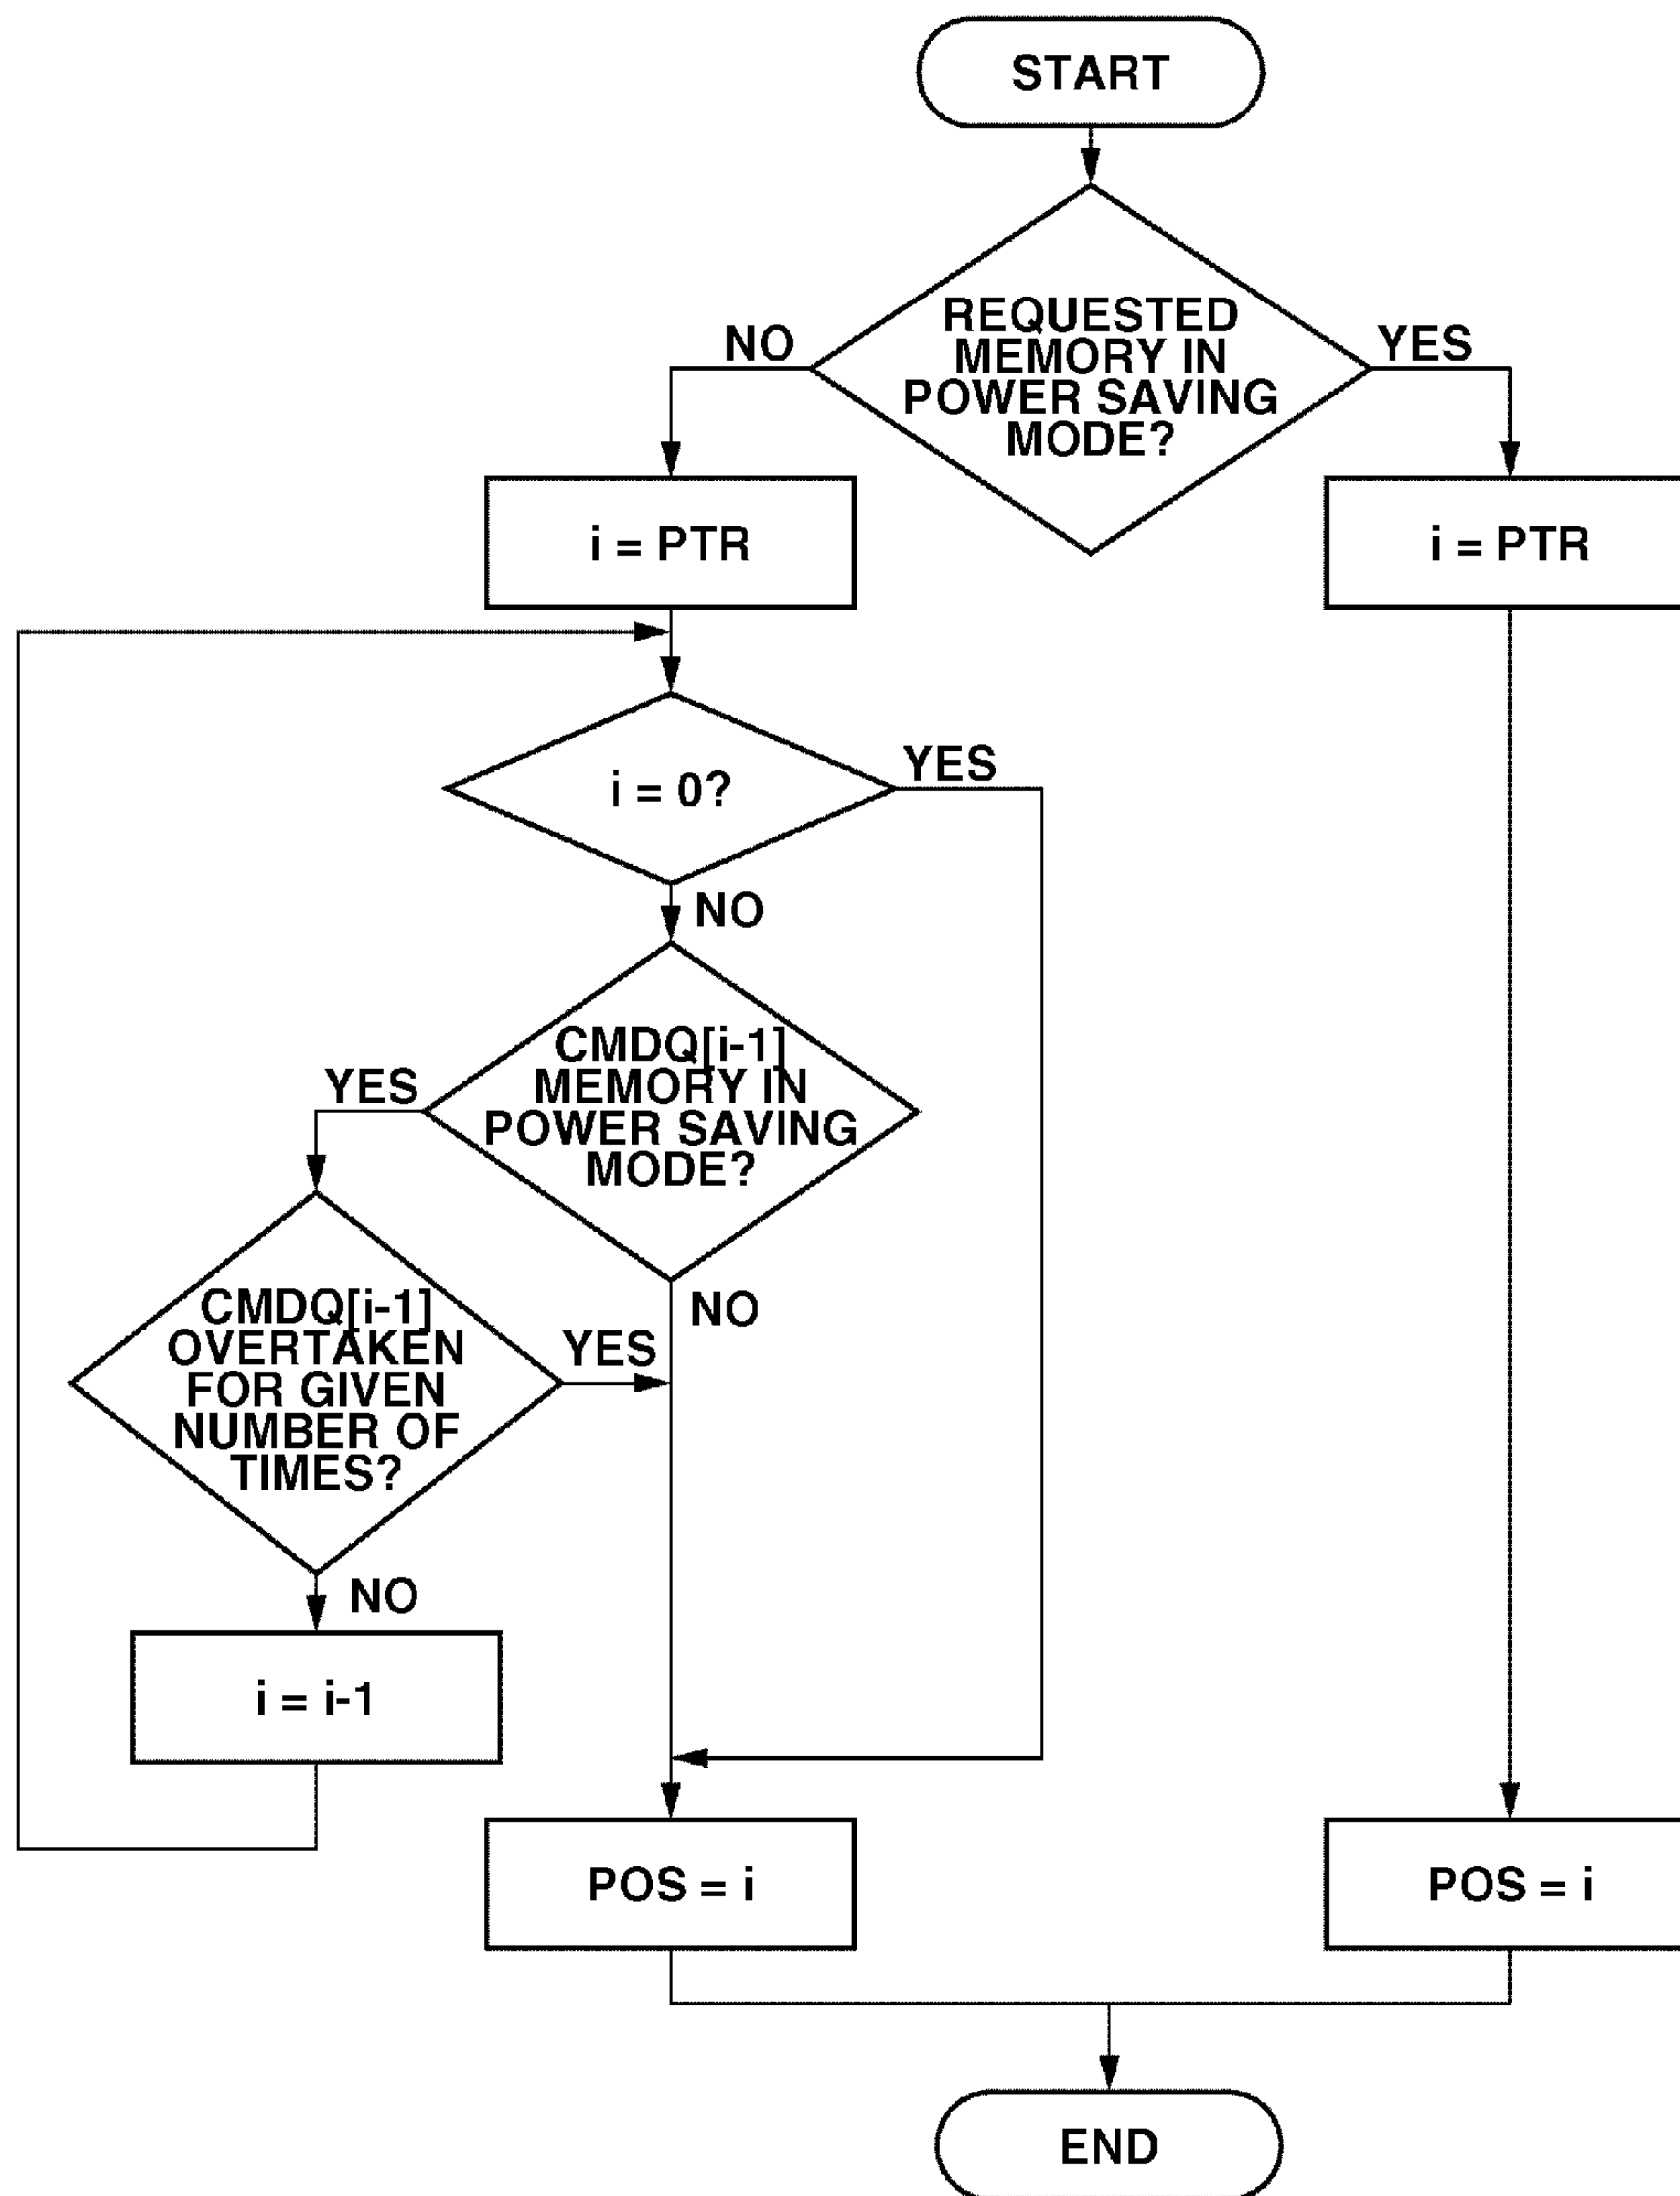 START
REQUESTED
MEMORY IN
POWER SAVING
MODE?
NO
YES
i = PTR
i = PTR
i = 0?
YES
NO
CMDQ[i-1]
MEMORY IN
POWER SAVING
MODE?
YES
NO
CMDQ[i-1]
OVERTAKEN
FOR GIVEN
NUMBER OF
TIMES?
YES
NO
i = i-1
POS = i
POS = i
END